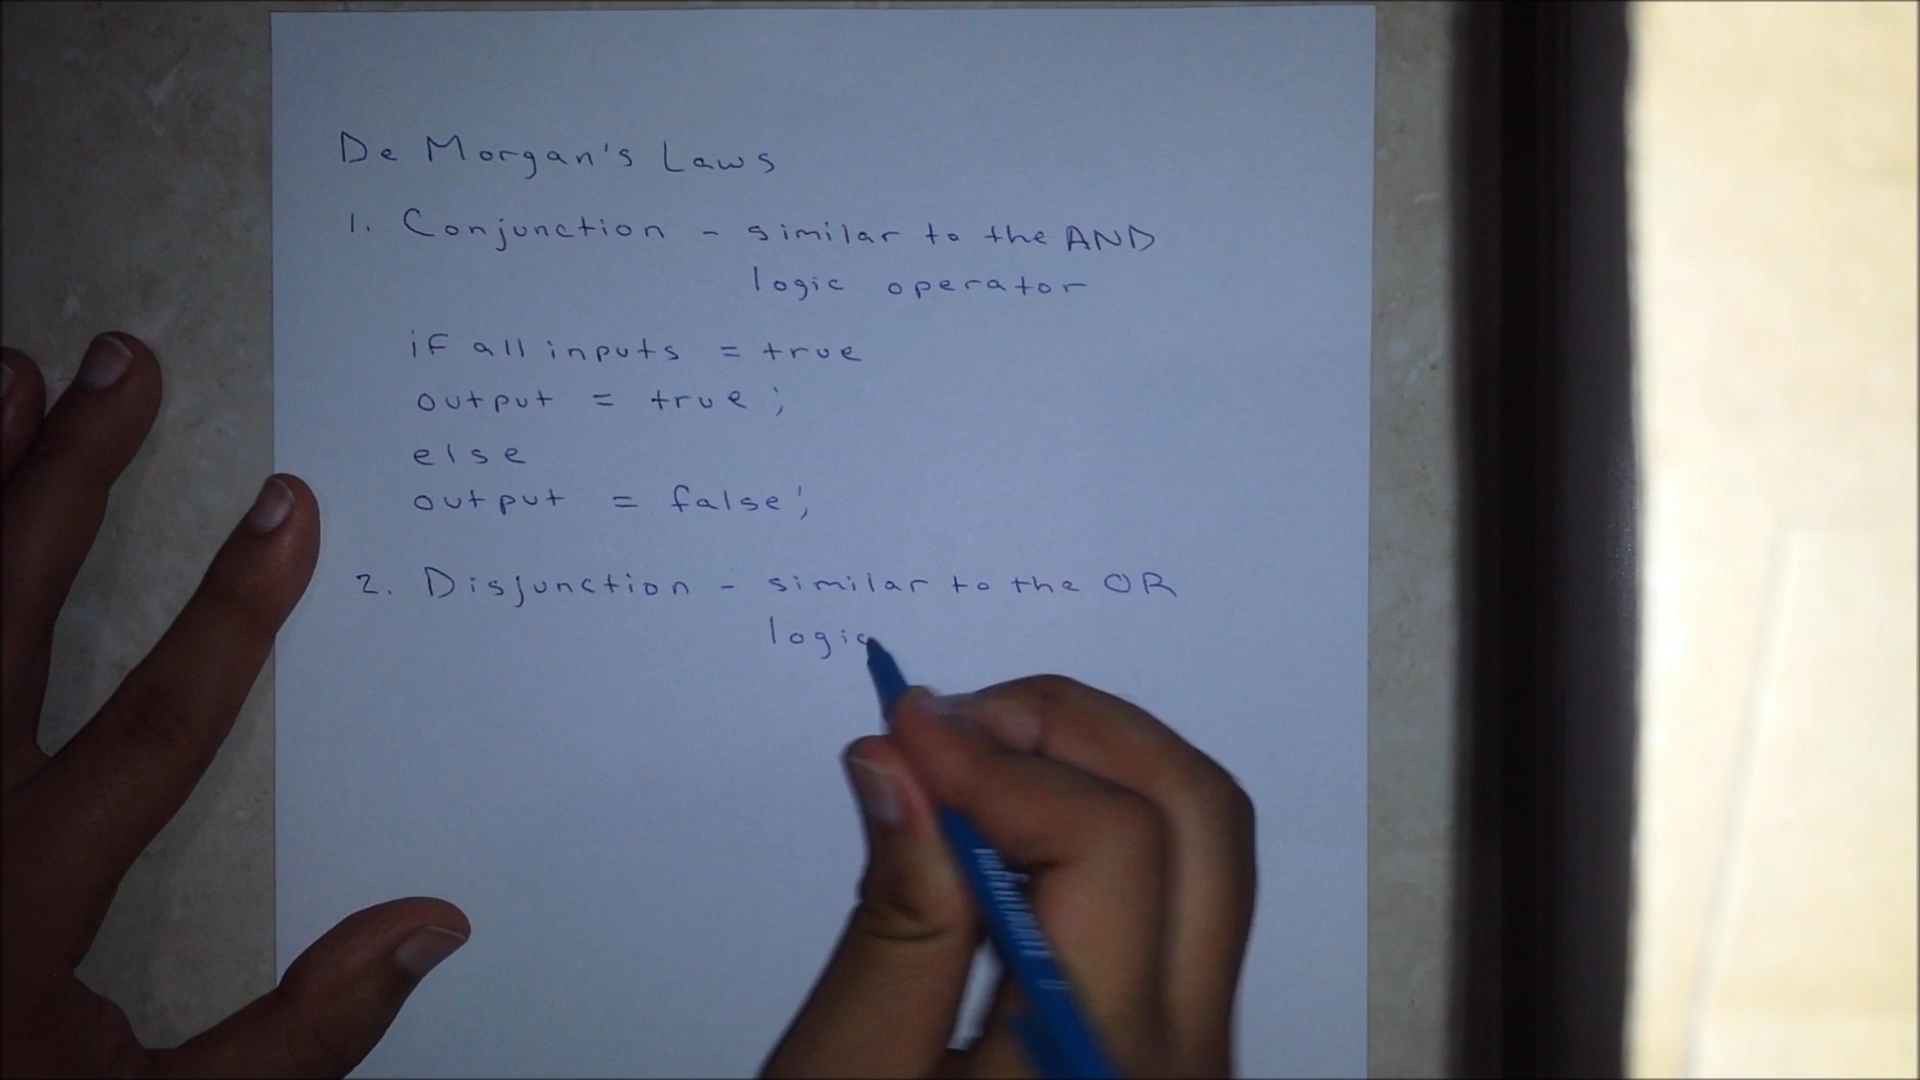 De Morgan's Laws
1. Conjunction - similar to the AND
logic operator
if all inputs = true
output = true;
else
output = false;
2. Disjunction - similar to the OR
logic